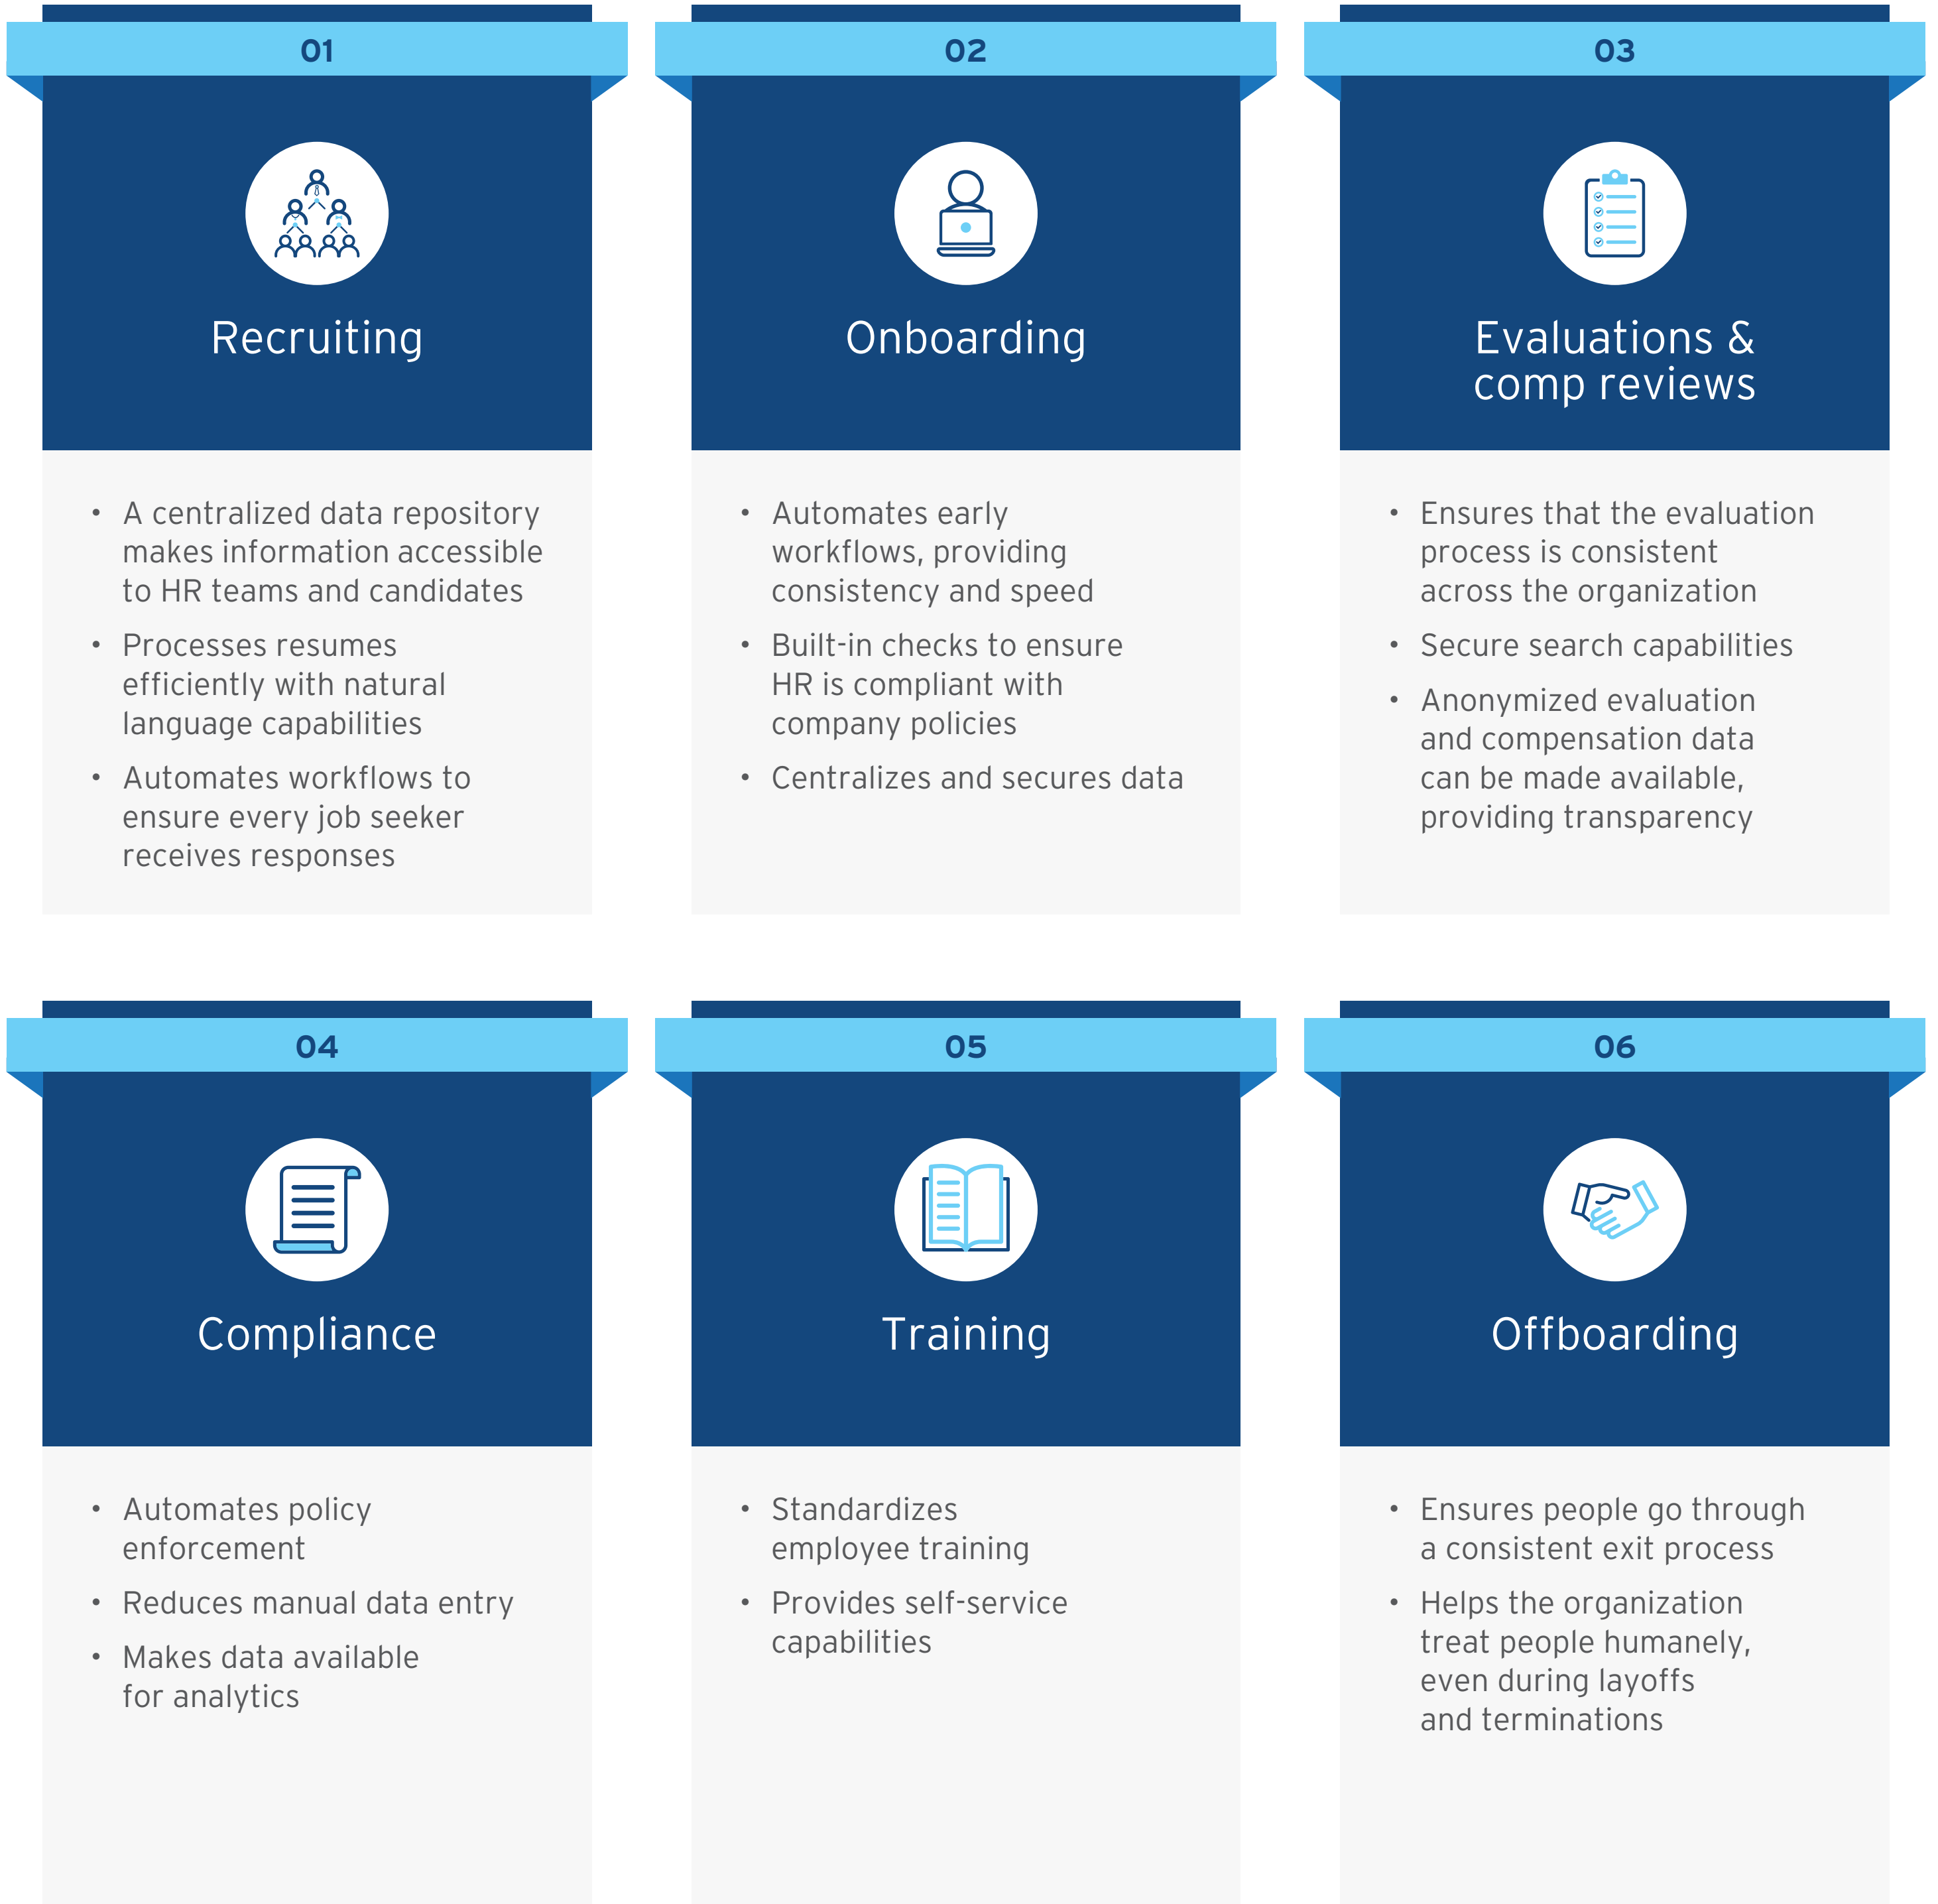 01
Recruiting
• A centralized data repository
makes information accessible
to HR teams and candidates
• Processes resumes
efficiently with natural
language capabilities
• Automates workflows to
ensure every job seeker
receives responses
02
Onboarding
• Automates early
workflows, providing
consistency and speed
• Built-in checks to ensure
HR is compliant with
company policies
• Centralizes and secures data
03
Evaluations &
comp reviews
• Ensures that the evaluation
process is consistent
across the organization
• Secure search capabilities
• Anonymized evaluation
and compensation data
can be made available,
providing transparency
04
Compliance
• Automates policy
enforcement
• Reduces manual data entry
• Makes data available
for analytics
05
Training
• Standardizes
employee training
• Provides self-service
capabilities
06
Offboarding
• Ensures people go through
a consistent exit process
• Helps the organization
treat people humanely,
even during layoffs
and terminations